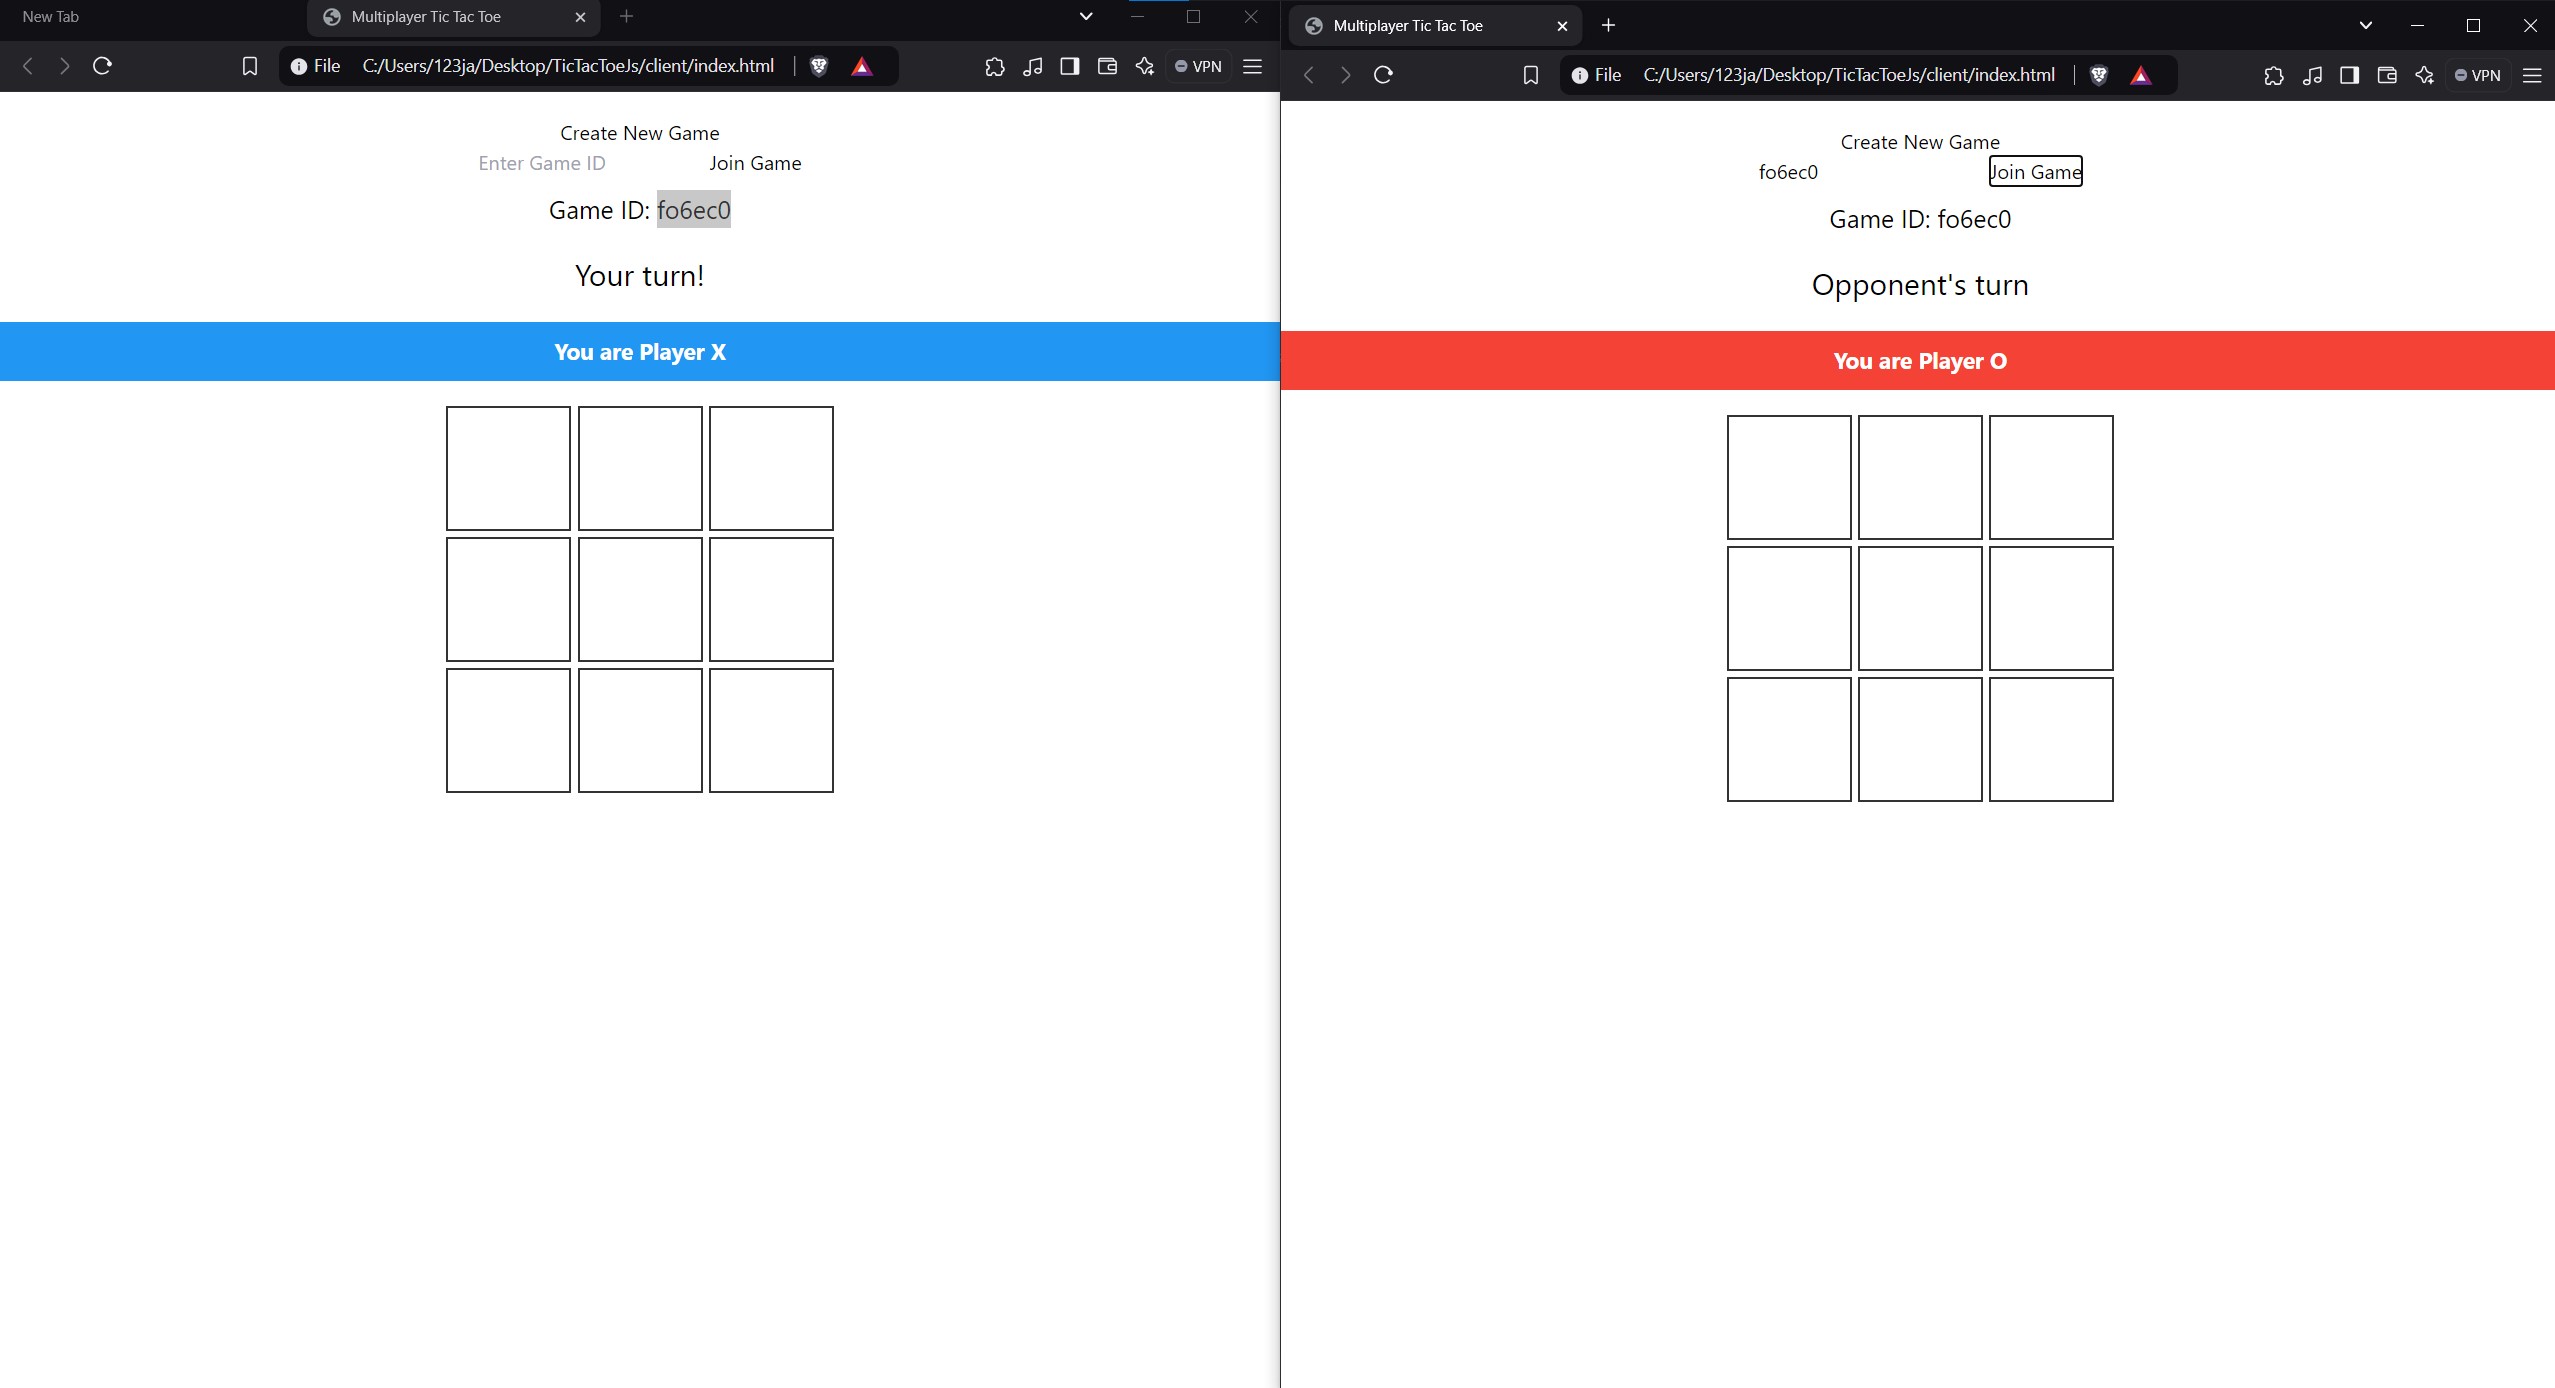 New Tab
Multiplayer Tic Tac Toe
File C:/Users/123ja/Desktop/TicTacToeJs/client/index.html
VPN
Create New Game
Enter Game ID Join Game
Game ID: fo6ec0
Your turn!
You are Player X
Multiplayer Tic Tac Toe
File C:/Users/123ja/Desktop/TicTacToeJs/client/index.html
VPN
Create New Game
fo6ec0 Join Game
Game ID: fo6ec0
Opponent's turn
You are Player O